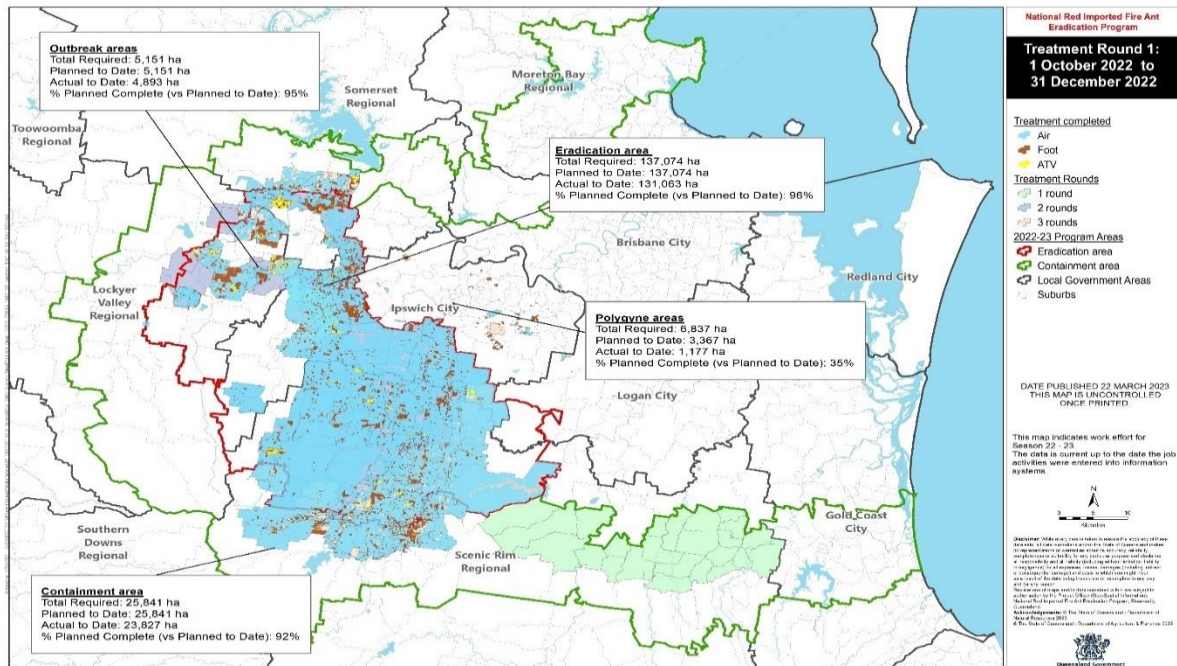 Outbreak areas
Total Required: 5,151 ha
Planned to Date: 5,151 ha
Actual to Date: 4,893 ha
% Planned Complete (vs Planned to Date): 95%
Toowoomba
Regional
Somerset
Regional
Moreton Bay
Regional
Eradication area
Total Required: 137,074 ha
Planned to Date: 137,074 ha
Actual to Date: 131,063 ha
% Planned Complete (vs Planned to Date): 96%
Brisbane City
Redland City
Lockyer
Valley
Regional
Ipswich City
Polygyne areas
Total Required: 6,837 ha
Planned to Date: 3,367 ha
Actual to Date: 1,177 ha
% Planned Complete (vs Planned to Date): 35%
Logan City
Southern
Downs
Regional
Scenic Rim
Regional
Gold Coast
City
Containment area
Total Required: 25,841 ha
Planned to Date: 25,841 ha
Actual to Date: 23,827 ha
% Planned Complete (vs Planned to Date): 92%
National Red Imported Fire Ant
Eradication Program
Treatment Round 1:
1 October 2022 to
31 December 2022
Treatment completed
Air
Foot
ATV
Treatment Rounds
1 round
2 rounds
3 rounds
2022-23 Program Areas
Eradication area
Containment area
Local Government Areas
Suburbs
DATE PUBLISHED 22 MARCH 2023
THIS MAP IS UNCONTROLLED
ONCE PRINTED.
This map indicates work effort for
Season 22 - 23
The data is current up to the date the job
activities were entered into information
systems.
N
Kilometres
Queensland Government